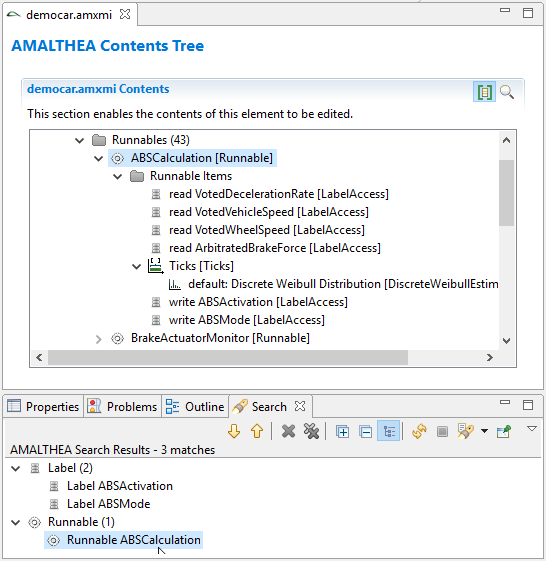 democar.amxmi
AMALTHEA Contents Tree
democar.amxmi Contents
This section enables the contents of this element to be edited.
Runnables (43)
ABSCalculation [Runnable]
Runnable Items
read VotedDecelerationRate [LabelAccess]
read VotedVehicleSpeed [LabelAccess]
read VotedWheelSpeed [LabelAccess]
read ArbitratedBrakeForce [LabelAccess]
Ticks [Ticks]
default: Discrete Weibull Distribution [DiscreteWeibullEstim
write ABSActivation [LabelAccess]
write ABSMode [LabelAccess]
BrakeActuatorMonitor [Runnable]
Properties Problems Outline Search
AMALTHEA Search Results - 3 matches
Label (2)
Label ABSActivation
Label ABSMode
Runnable (1)
Runnable ABSCalculation